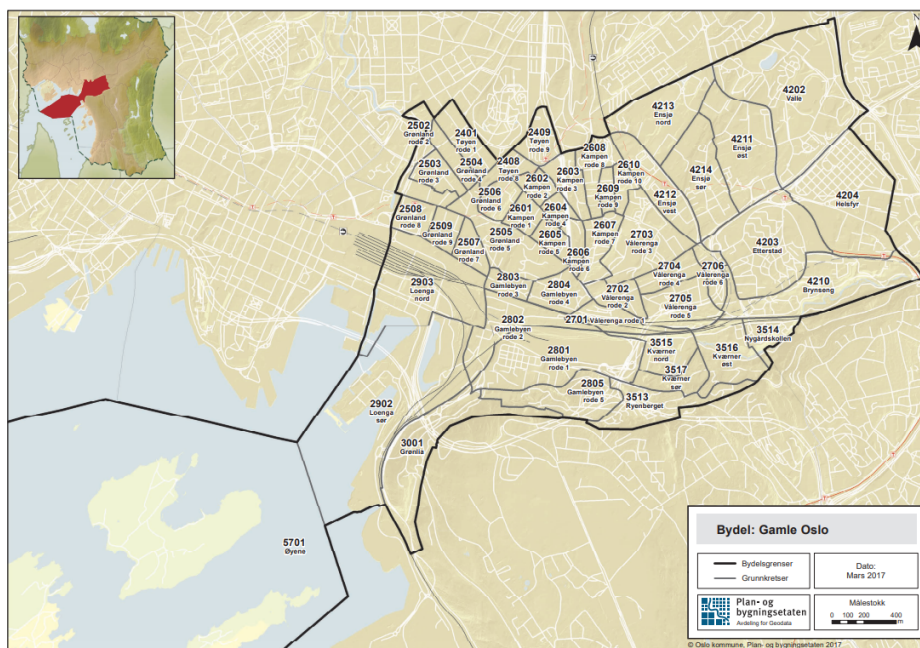 4202
Valle
4213
Ensjø
nord
2502
Grønland
rode 2
2401
Tøyen
rode 1
2409
Tøyen
rode 9
4211
Ensjø
øst
2608
Kampen
rode 8
2503
Grønland
rode 3
2504
Grønland
rode 4
2408
Tøyen
rode 8
2603
Kampen
rode 3
2610
Kampen
rode 10
4214
Ensjø
sør
2602
Kampen
rode 2
2506
Grønland
rode 6
2609
Kampen
rode 9
4212
Ensjø
vest
4204
Helsfyr
2508
Grønland
rode 8
2601
Kampen
rode 1
2604
Kampen
rode 4
2509
Grønland
rode 9
2505
Grønland
rode 5
2605
Kampen
rode 5
2607
Kampen
rode 7
2703
Vålerenga
rode 3
4203
Etterstad
2507
Grønland
rode 7
2606
Kampen
rode 6
2704
Vålerenga
rode 4
2706
Vålerenga
rode 6
2903
Loenga
nord
2803
Gamlebyen
rode 3
2804
Gamlebyen
rode 4
2702
Vålerenga
rode 2
4210
Brynseng
2705
Vålerenga
rode 5
2802
Gamlebyen
rode 2
2701 Vålerenga rode 1
3514
Nygårdskollen
2801
Gamlebyen
rode 1
3515
Kværner
nord
3516
Kværner
øst
3517
Kværner
sør
2805
Gamlebyen
rode 5
3513
Ryenberget
2902
Loenga
sør
3001
Grønlia
5701
Øyene
Bydel: Gamle Oslo
Bydelsgrenser
Grunnkretser
Dato:
Mars 2017
Plan- og
bygningsetaten
Avdeling for Geodata
Målestokk
0 100 200 400
m
© Oslo kommune, Plan- og bygningsetaten 2017